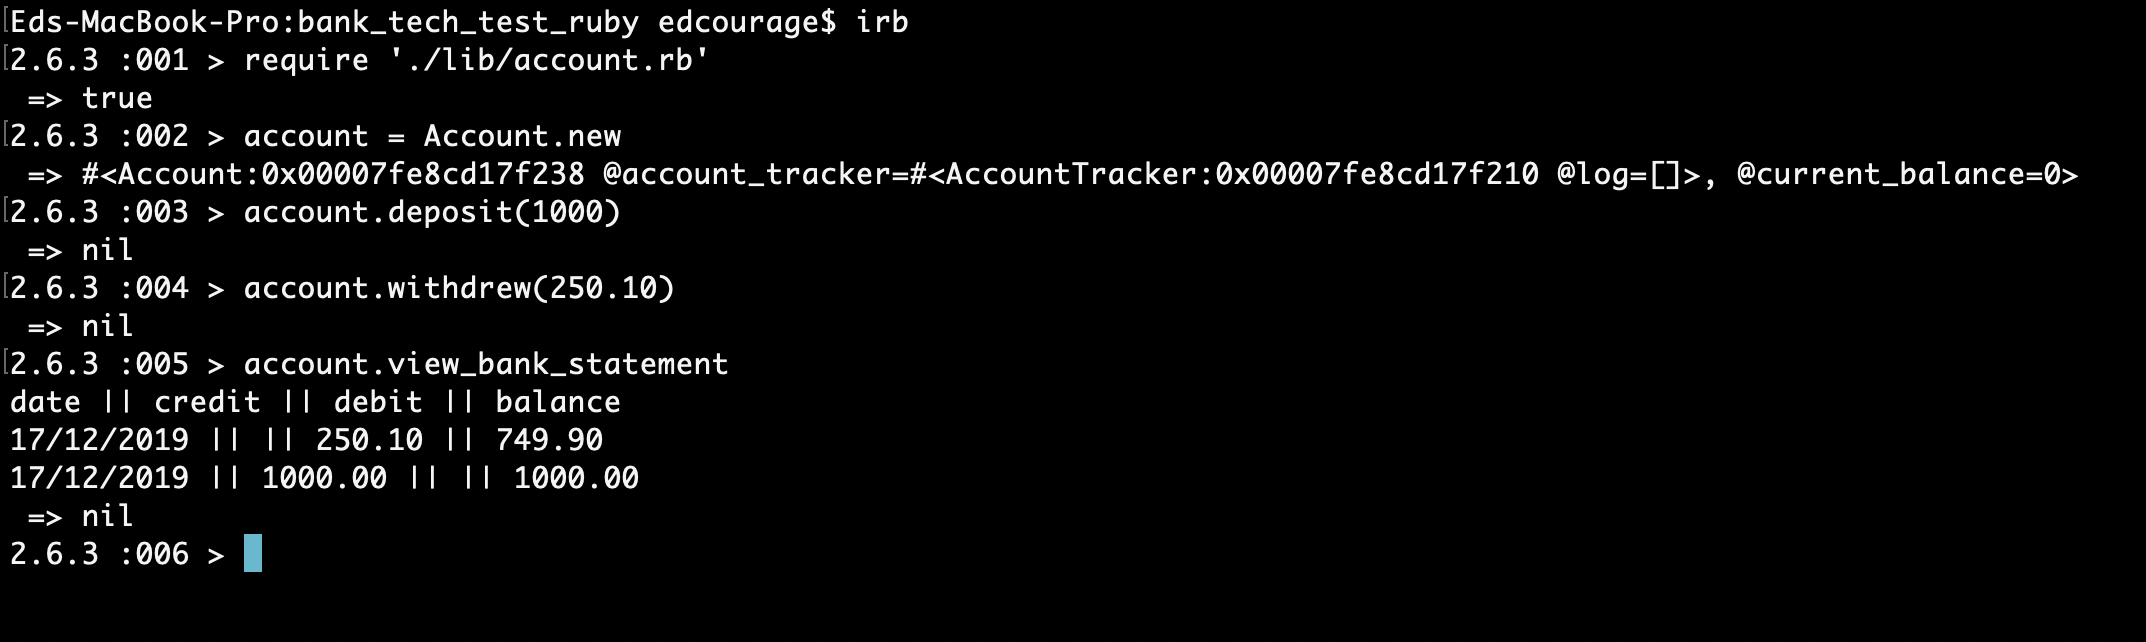 Eds-MacBook-Pro:bank_tech_test_ruby edcourage$ irb
2.6.3 :001 > require './lib/account.rb'
 => true
2.6.3 :002 > account = Account.new
 => #<Account:0x00007fe8cd17f238 @account_tracker=#<AccountTracker:0x00007fe8cd17f210 @log=[]>, @current_balance=0>
2.6.3 :003 > account.deposit(1000)
 => nil
2.6.3 :004 > account.withdrew(250.10)
 => nil
2.6.3 :005 > account.view_bank_statement
date || credit || debit || balance
17/12/2019 || || 250.10 || 749.90
17/12/2019 || 1000.00 || || 1000.00
 => nil
2.6.3 :006 >